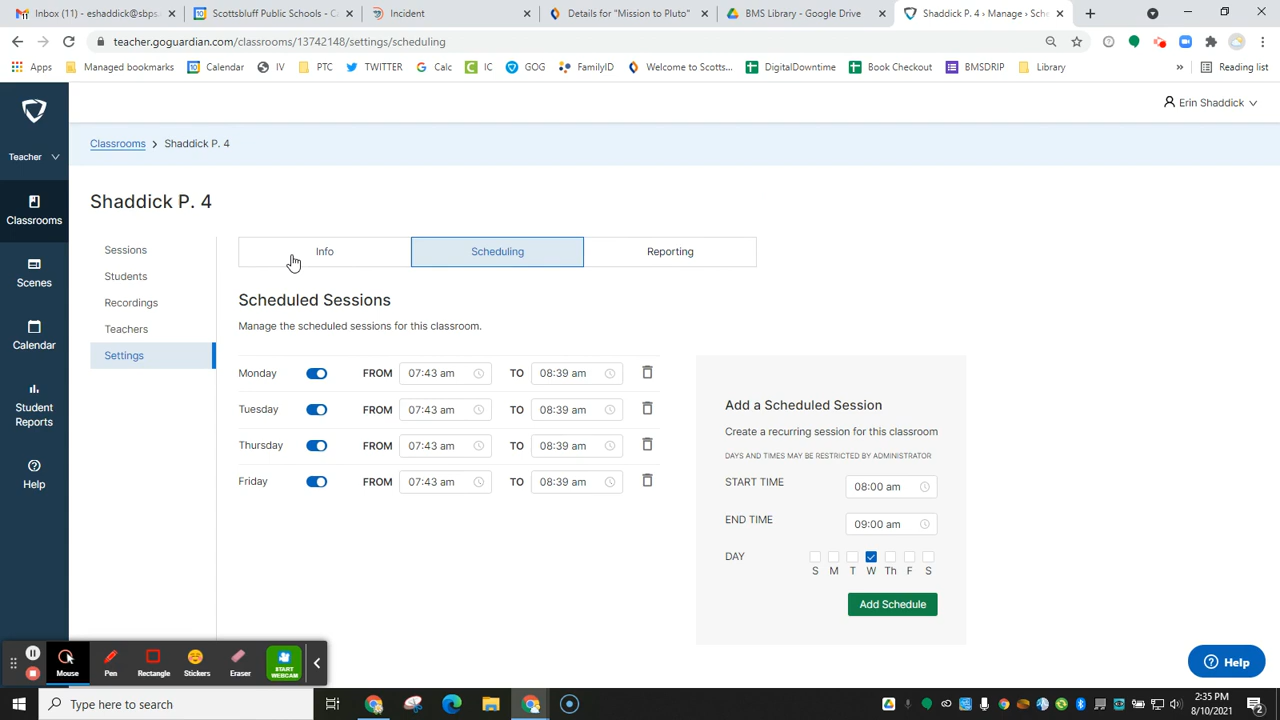 Inbox (11) - eshaddick@sbps.
Scottsbluff Public Schools - C
Incident
Details for "Mission to Pluto"
BMS Library - Google Drive
Shaddick P. 4 › Manage › Sche
teacher.goguardian.com/classrooms/13742148/settings/scheduling
Apps
Managed bookmarks
Calendar
IV
PTC
TWITTER
Calc
IC
GOG
FamilyID
Welcome to Scotts...
DigitalDowntime
Book Checkout
BMSDRIP
Library
»
Reading list
Erin Shaddick
Teacher
Classrooms > Shaddick P. 4
Classrooms
Scenes
Calendar
Student
Reports
Help
Shaddick P. 4
Sessions
Students
Recordings
Teachers
Settings
Info
Scheduling
Reporting
Scheduled Sessions
Manage the scheduled sessions for this classroom.
Monday FROM 07:43 am TO 08:39 am
Tuesday FROM 07:43 am TO 08:39 am
Thursday FROM 07:43 am TO 08:39 am
Friday FROM 07:43 am TO 08:39 am
Add a Scheduled Session
Create a recurring session for this classroom
DAYS AND TIMES MAY BE RESTRICTED BY ADMINISTRATOR
START TIME 08:00 am
END TIME 09:00 am
DAY
S M T W Th F S
Add Schedule
Mouse
Pen
Rectangle
Stickers
Eraser
START
WEBCAM
Help
Type here to search
2:35 PM
8/10/2021
2